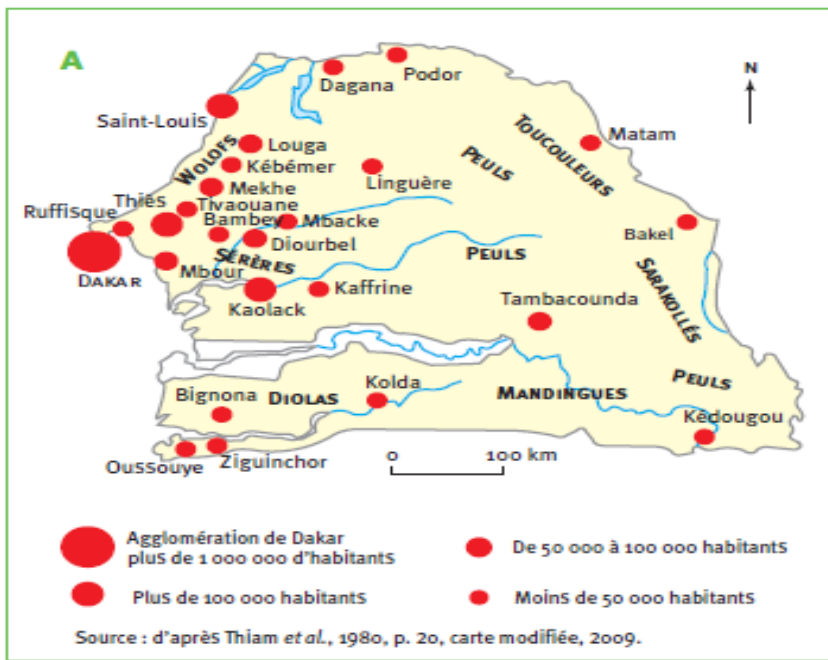 A
N
Podor
Dagana
Saint-Louis
Matam
Louga
WOLOFS
TOUCOULEURS
PEULS
Kébémer
Linguère
Mekhe
Thiès
Tivaouane
Ruffisque
Bambey
Mbacke
Bakel
Diourbel
SÉRÈRES
PEULS
DAKAR
Mbour
SARAKOLLÉS
Kaffrine
Kaolack
Tambacounda
PEULS
Kolda
Bignona
DIOLAS
MANDINGUES
Kédougou
Oussouye
Ziguinchor
0 100 km
Agglomération de Dakar
plus de 1 000 000 d'habitants
De 50 000 à 100 000 habitants
Plus de 100 000 habitants
Moins de 50 000 habitants
Source : d'après Thiam et al., 1980, p. 20, carte modifiée, 2009.